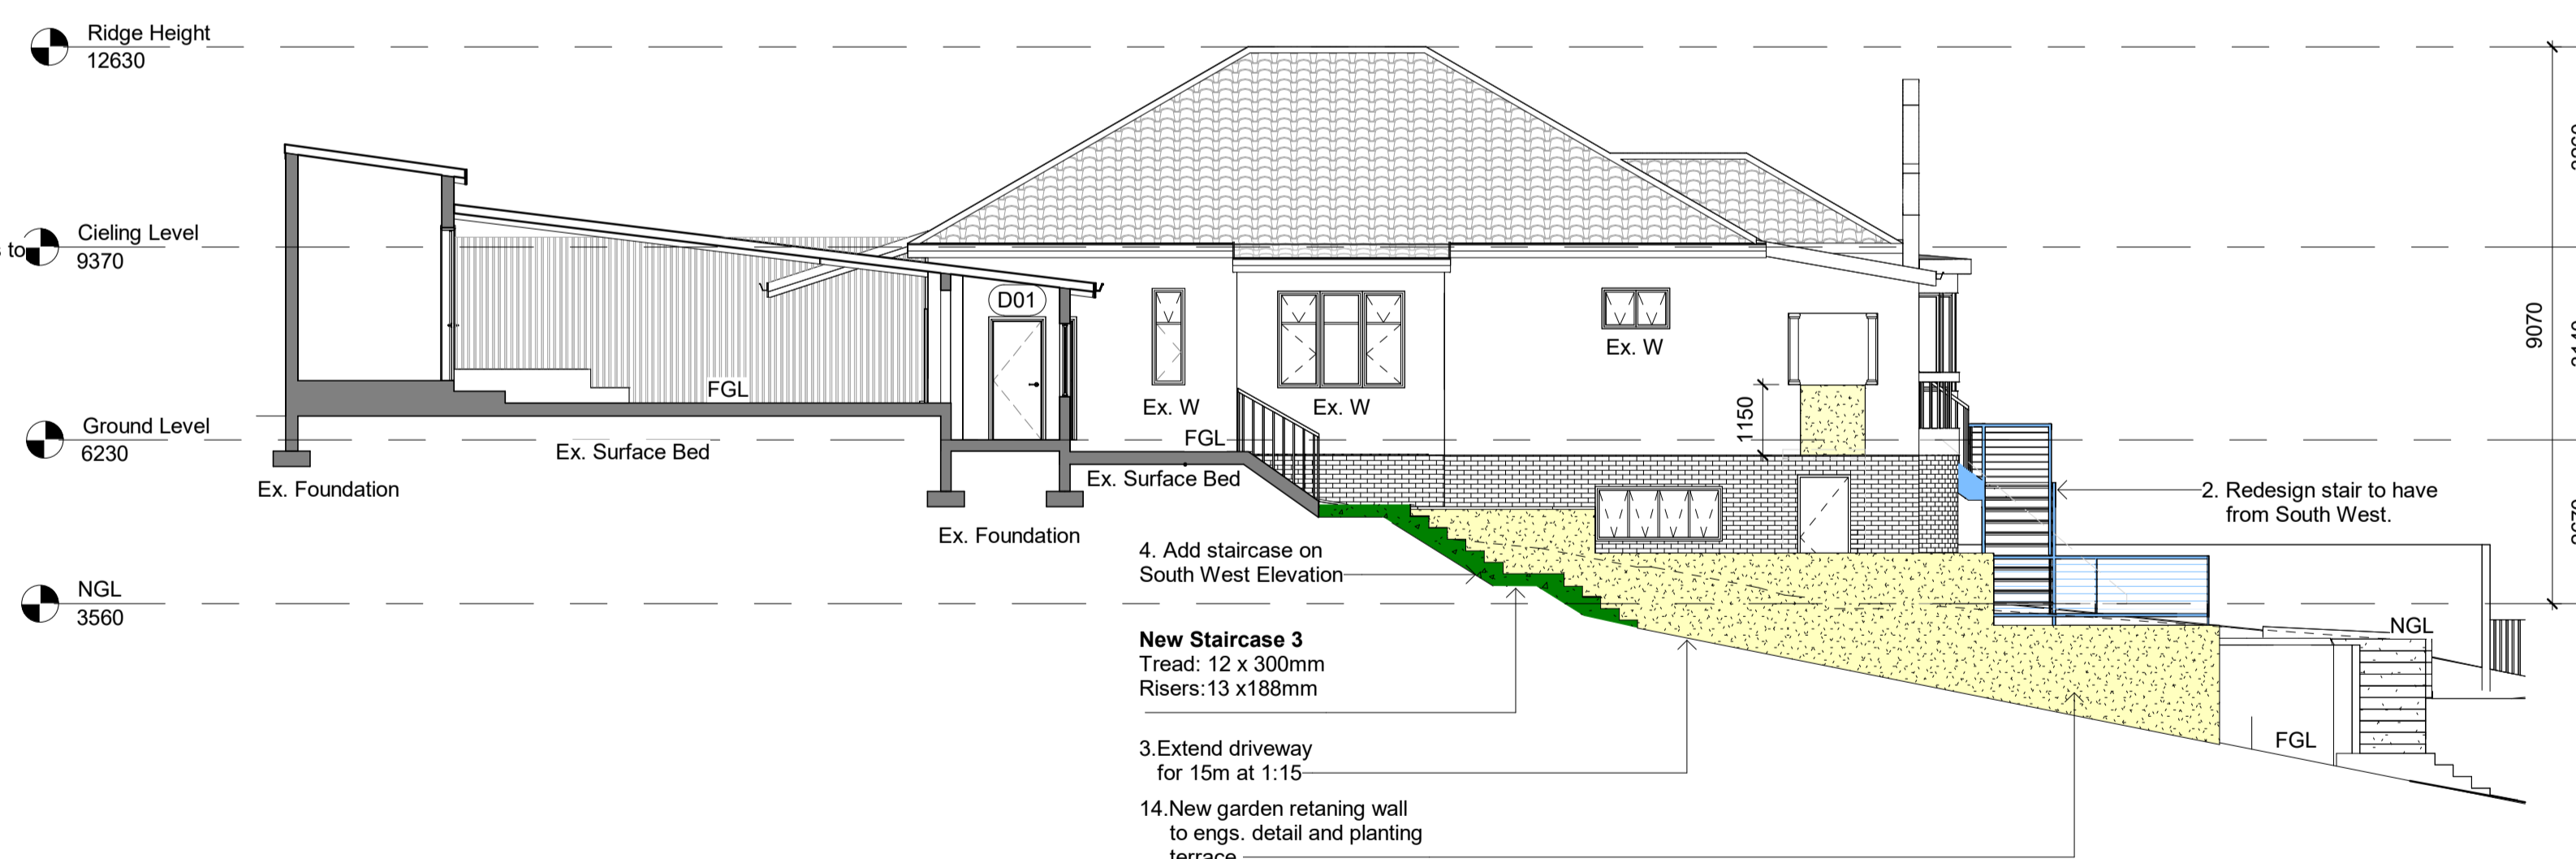 Ridge Height
12630
s to
Cieling Level
9370
Ground Level
6230
NGL
3560
D01
FGL
Ex. W
Ex. W
Ex. W
FGL
1150
9070
Ex. Surface Bed
Ex. Surface Bed
Ex. Foundation
Ex. Foundation
2. Redesign stair to have
from South West.
4. Add staircase on
South West Elevation
New Staircase 3
Tread: 12 x 300mm
Risers:13 x188mm
NGL
FGL
3.Extend driveway
for 15m at 1:15
14.New garden retaning wall
to engs. detail and planting
terrace